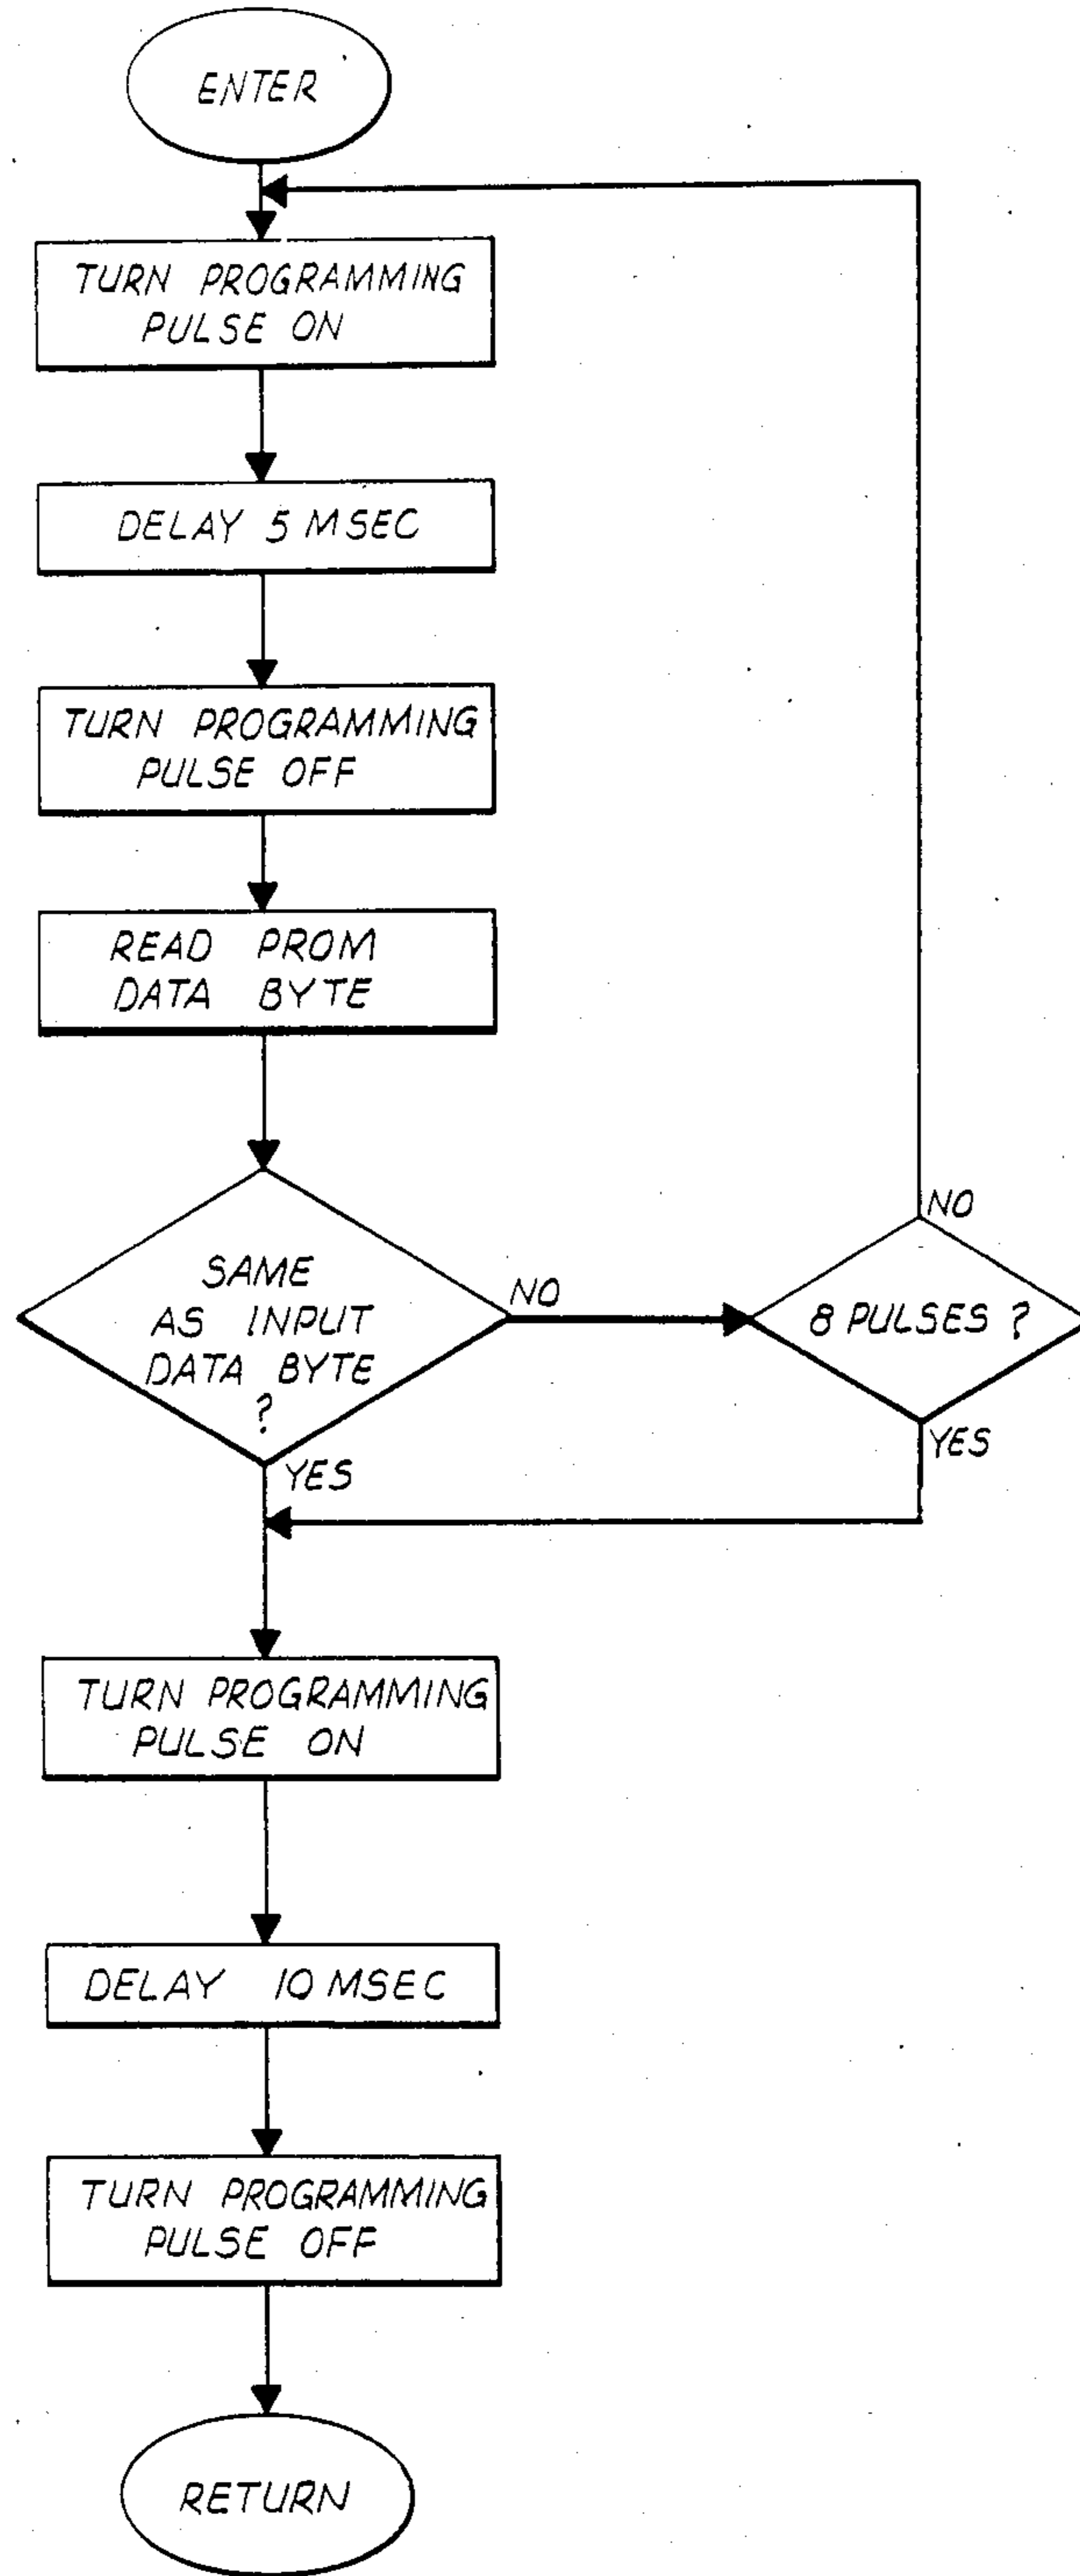 ENTER
TURN PROGRAMMING
PULSE ON
DELAY 5 MSEC
TURN PROGRAMMING
PULSE OFF
READ PROM
DATA BYTE
SAME
AS INPUT
DATA BYTE
?
NO
8 PULSES ?
NO
YES
YES
TURN PROGRAMMING
PULSE ON
DELAY 10 MSEC
TURN PROGRAMMING
PULSE OFF
RETURN